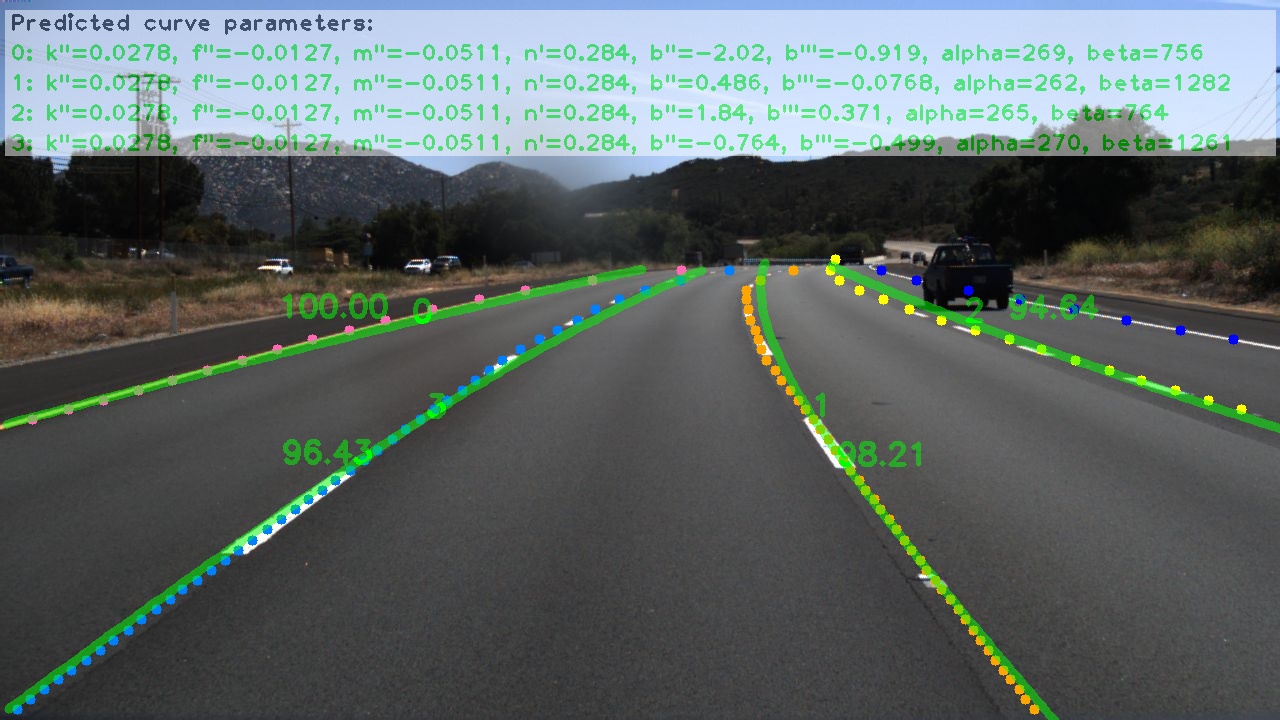 Predicted curve parameters:
0: k''=0.0278, f''=-0.0127, m''=-0.0511, n'=0.284, b''=-2.02, b'''=-0.919, alpha=269, beta=756
1: k''=0.0278, f''=-0.0127, m''=-0.0511, n'=0.284, b''=0.486, b'''=-0.0768, alpha=262, beta=1282
2: k''=0.0278, f''=-0.0127, m''=-0.0511, n'=0.284, b''=1.84, b'''=0.371, alpha=265, beta=764
3: k''=0.0278, f''=-0.0127, m''=-0.0511, n'=0.284, b''=-0.764, b'''=-0.499, alpha=270, beta=1261
100.00 0
2 94.64
3
1
96.43
98.21